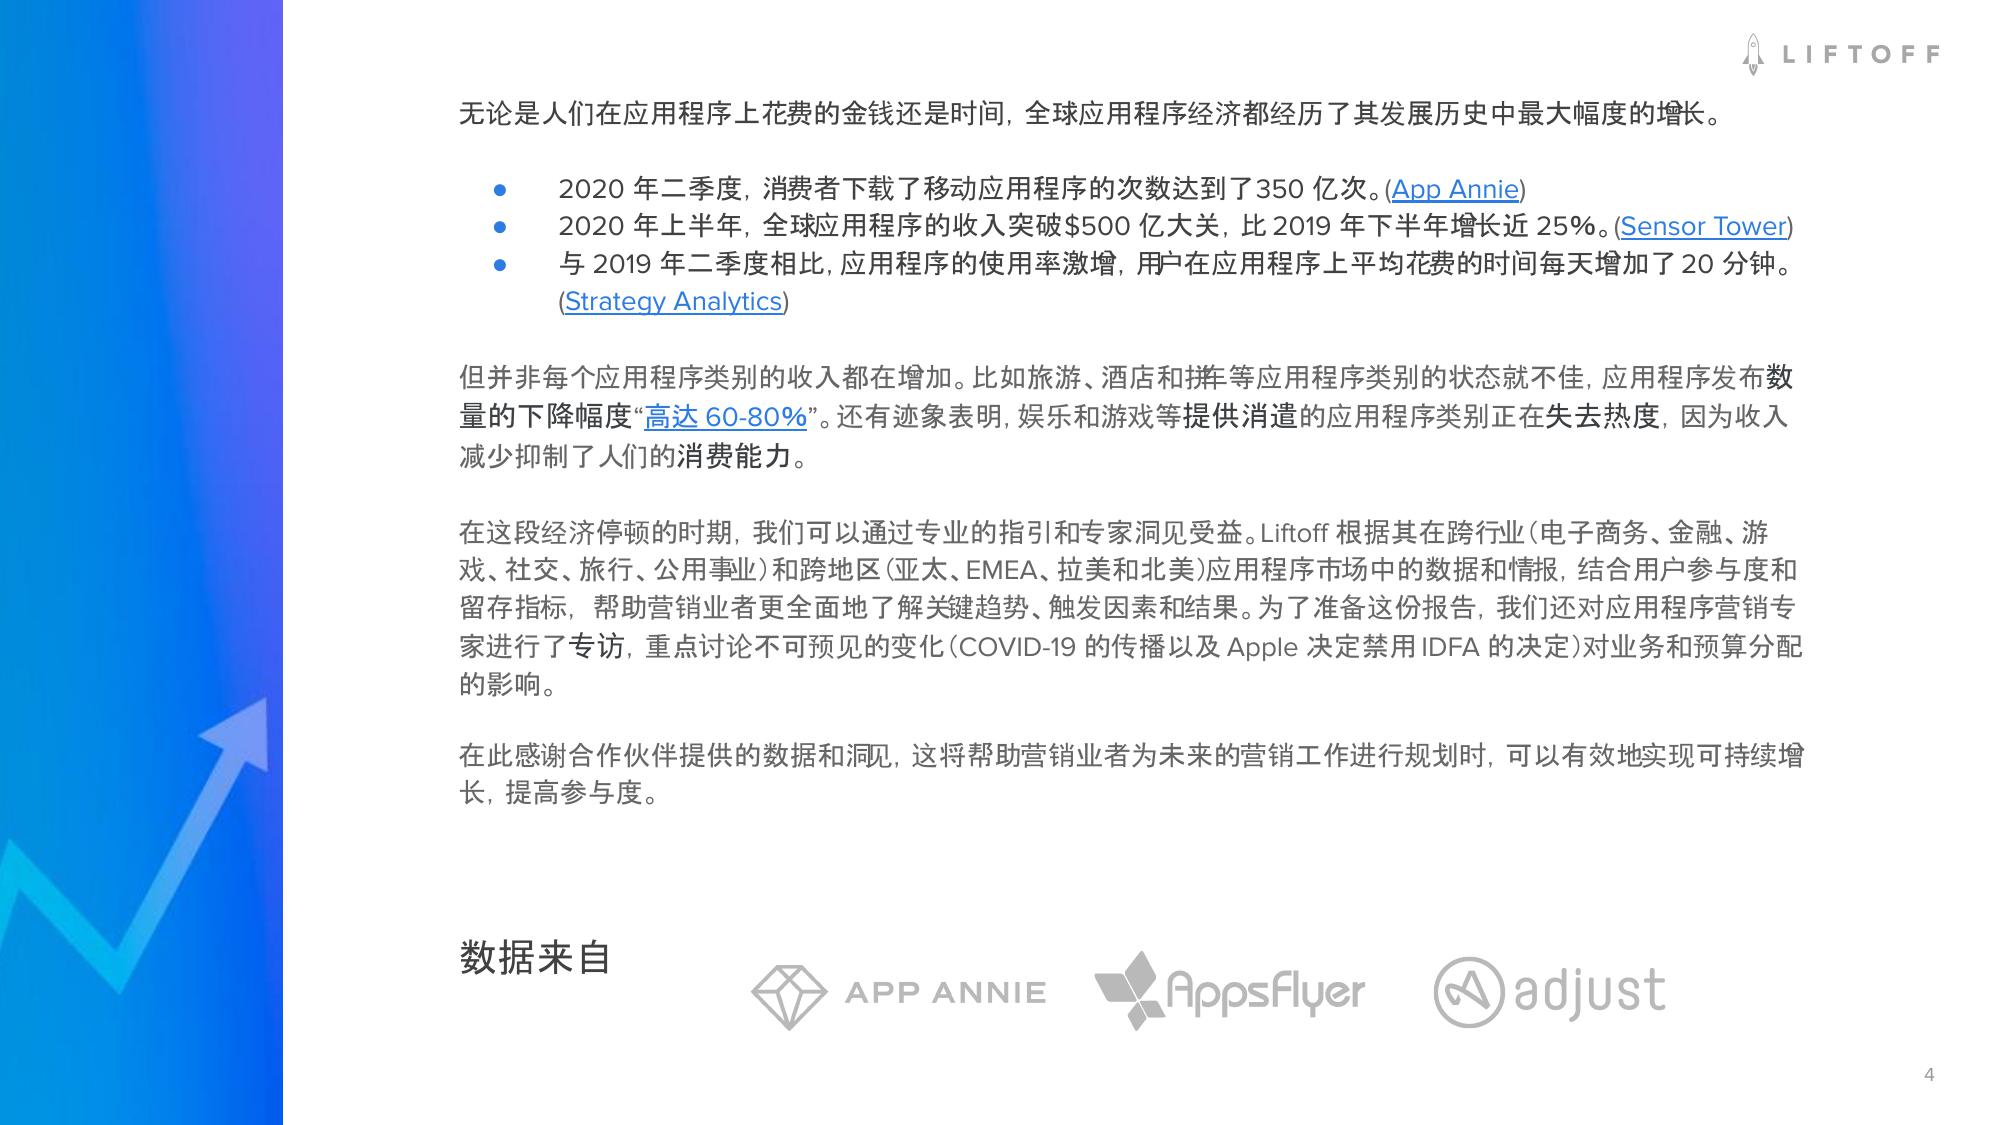 LIFTOFF
无论是人们在应用程序上花费的金钱还是时间, 全球应用程序经济都经历了其发展历史中最大幅度的增长。
● 2020 年二季度, 消费者下载了移动应用程序的次数达到了350 亿次。(App Annie)
● 2020 年上半年, 全球应用程序的收入突破$500 亿大关, 比 2019 年下半年增长近 25%。(Sensor Tower)
● 与 2019 年二季度相比, 应用程序的使用率激增, 用户在应用程序上平均花费的时间每天增加了 20 分钟。
(Strategy Analytics)
但并非每个应用程序类别的收入都在增加。比如旅游、酒店和拼车等应用程序类别的状态就不佳, 应用程序发布数
量的下降幅度“高达 60-80%”。还有迹象表明, 娱乐和游戏等提供消遣的应用程序类别正在失去热度, 因为收入
减少抑制了人们的消费能力。
在这段经济停顿的时期, 我们可以通过专业的指引和专家洞见受益。Liftoff 根据其在跨行业（电子商务、金融、游
戏、社交、旅行、公用事业）和跨地区（亚太、EMEA、拉美和北美）应用程序市场中的数据和情报, 结合用户参与度和
留存指标, 帮助营销业者更全面地了解关键趋势、触发因素和结果。为了准备这份报告, 我们还对应用程序营销专
家进行了专访, 重点讨论不可预见的变化（COVID-19 的传播以及 Apple 决定禁用 IDFA 的决定）对业务和预算分配
的影响。
在此感谢合作伙伴提供的数据和洞见, 这将帮助营销业者为未来的营销工作进行规划时, 可以有效地实现可持续增
长, 提高参与度。
数据来自
APP ANNIE AppsFlyer adjust
4